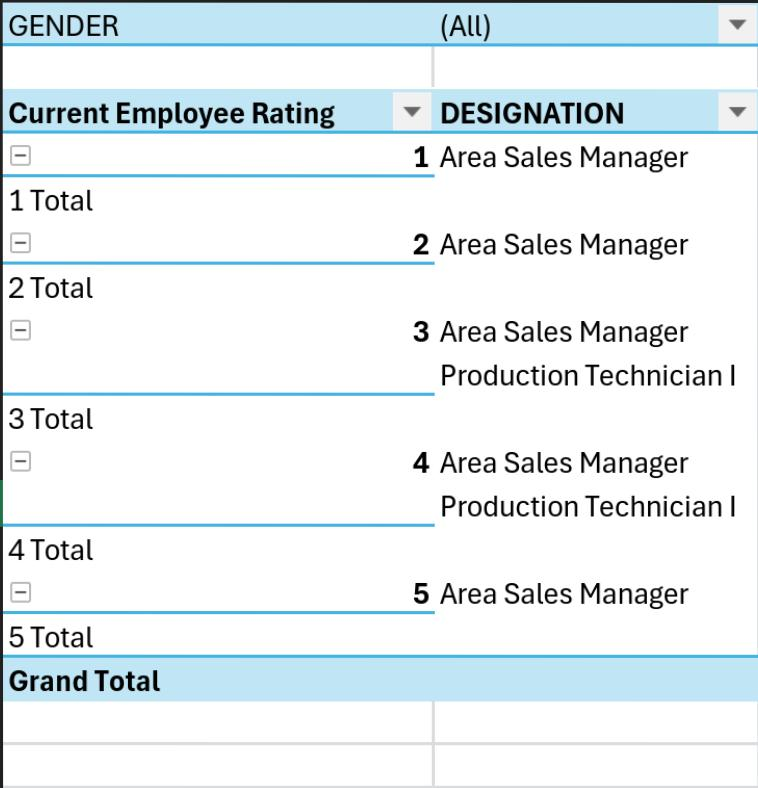 GENDER (All)
Current Employee Rating DESIGNATION
1 Area Sales Manager
1 Total
2 Area Sales Manager
2 Total
3 Area Sales Manager
Production Technician I
3 Total
4 Area Sales Manager
Production Technician I
4 Total
5 Area Sales Manager
5 Total
Grand Total